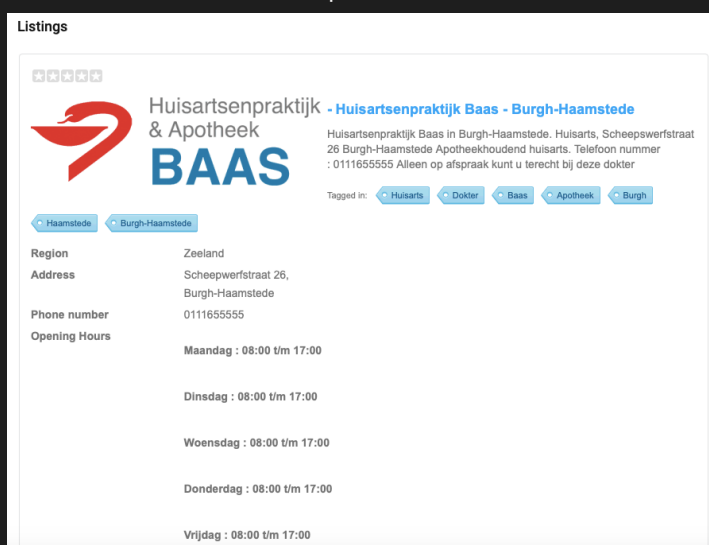 Listings
Huisartsenpraktijk
& Apotheek
BAAS
- Huisartsenpraktijk Baas - Burgh-Haamstede
Huisartsenpraktijk Baas in Burgh-Haamstede. Huisarts, Scheepswerfstraat
26 Burgh-Haamstede Apotheekhoudend huisarts. Telefoon nummer
: 0111655555 Alleen op afspraak kunt u terecht bij deze dokter
Tagged in: Huisarts Dokter Baas Apotheek Burgh
Haamstede Burgh-Haamstede
Region Zeeland
Address Scheepwerfstraat 26,
Burgh-Haamstede
Phone number 0111655555
Opening Hours
Maandag : 08:00 t/m 17:00
Dinsdag : 08:00 t/m 17:00
Woensdag : 08:00 t/m 17:00
Donderdag : 08:00 t/m 17:00
Vrijdag : 08:00 t/m 17:00